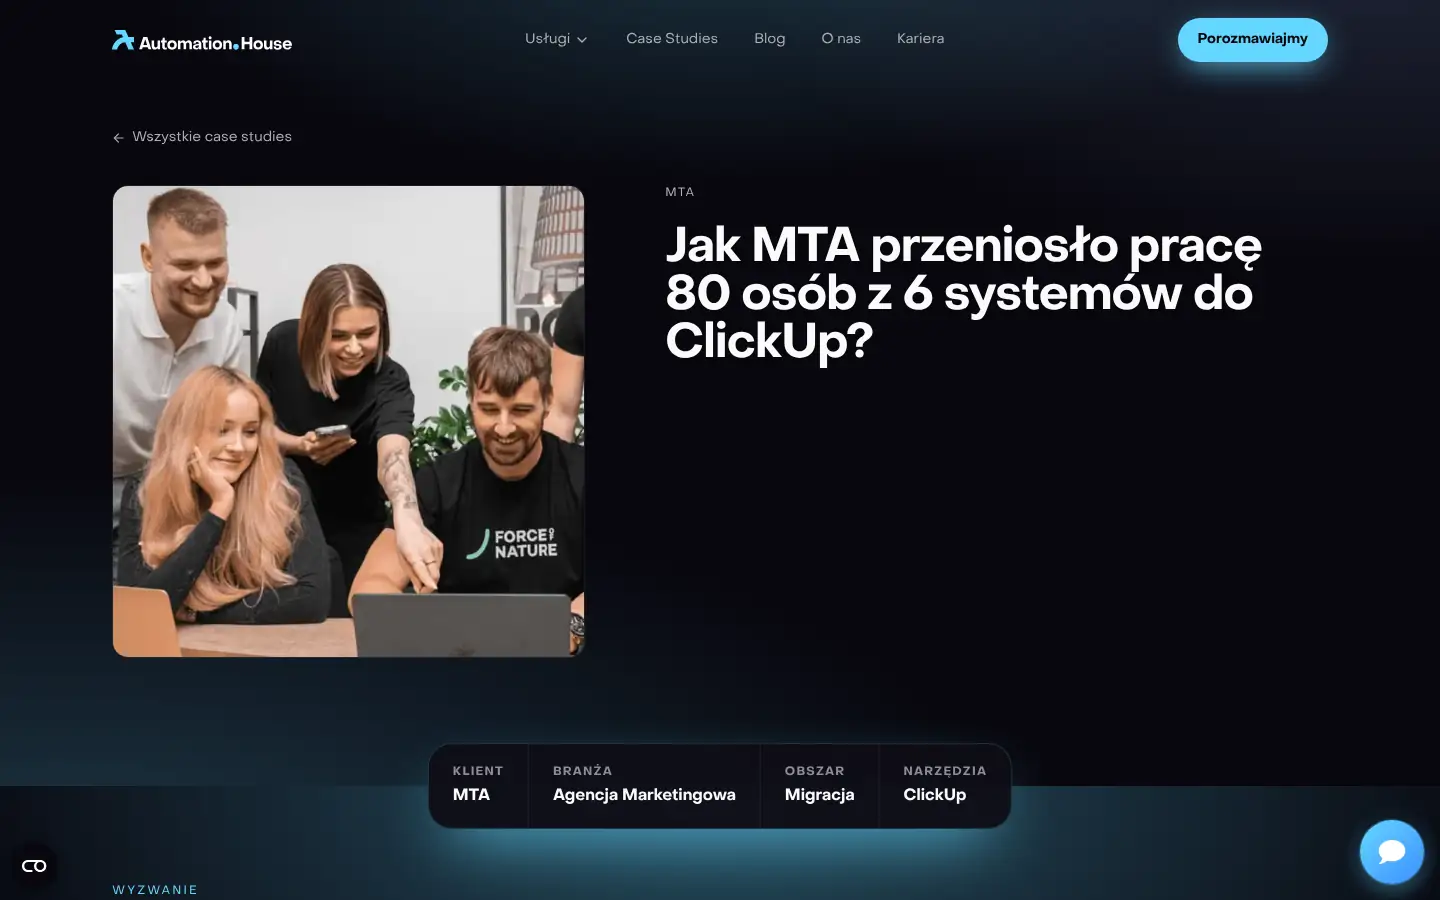 Automation.House
Usługi
Case Studies
Blog
O nas
Kariera
Porozmawiajmy
← Wszystkie case studies
MTA
Jak MTA przeniosło pracę
80 osób z 6 systemów do
ClickUp?
FORCE OF
NATURE
KLIENT
MTA
BRANŻA
Agencja Marketingowa
OBSZAR
Migracja
NARZĘDZIA
ClickUp
WYZWANIE